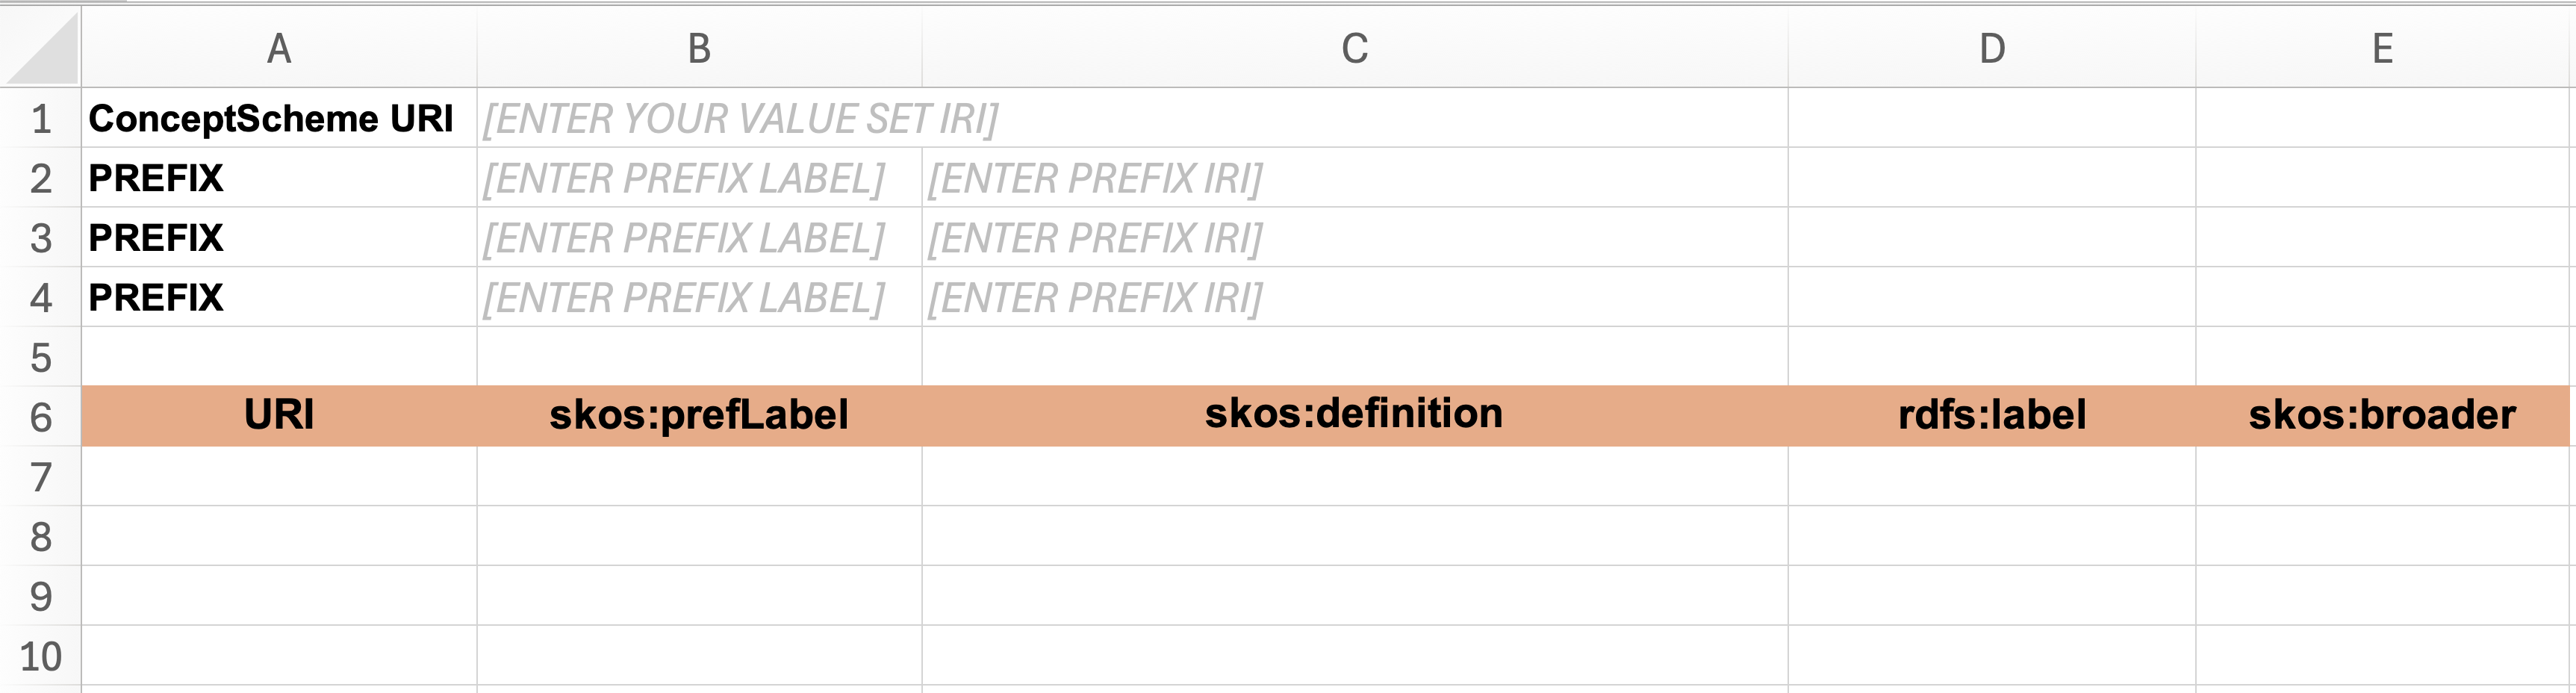 A B C D E
1 ConceptScheme URI [ENTER YOUR VALUE SET IRI]
2 PREFIX [ENTER PREFIX LABEL] [ENTER PREFIX IRI]
3 PREFIX [ENTER PREFIX LABEL] [ENTER PREFIX IRI]
4 PREFIX [ENTER PREFIX LABEL] [ENTER PREFIX IRI]
5
6 URI skos:prefLabel skos:definition rdfs:label skos:broader
7
8
9
10